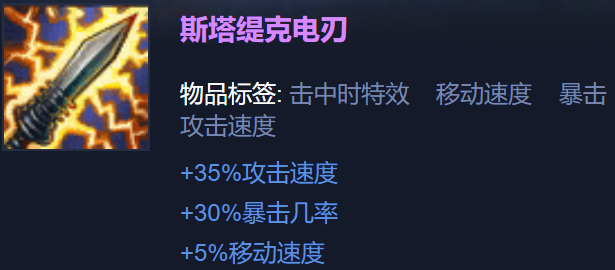 斯塔缇克电刃
物品标签: 击中时特效 移动速度 暴击
攻击速度
+35%攻击速度
+30%暴击几率
+5%移动速度